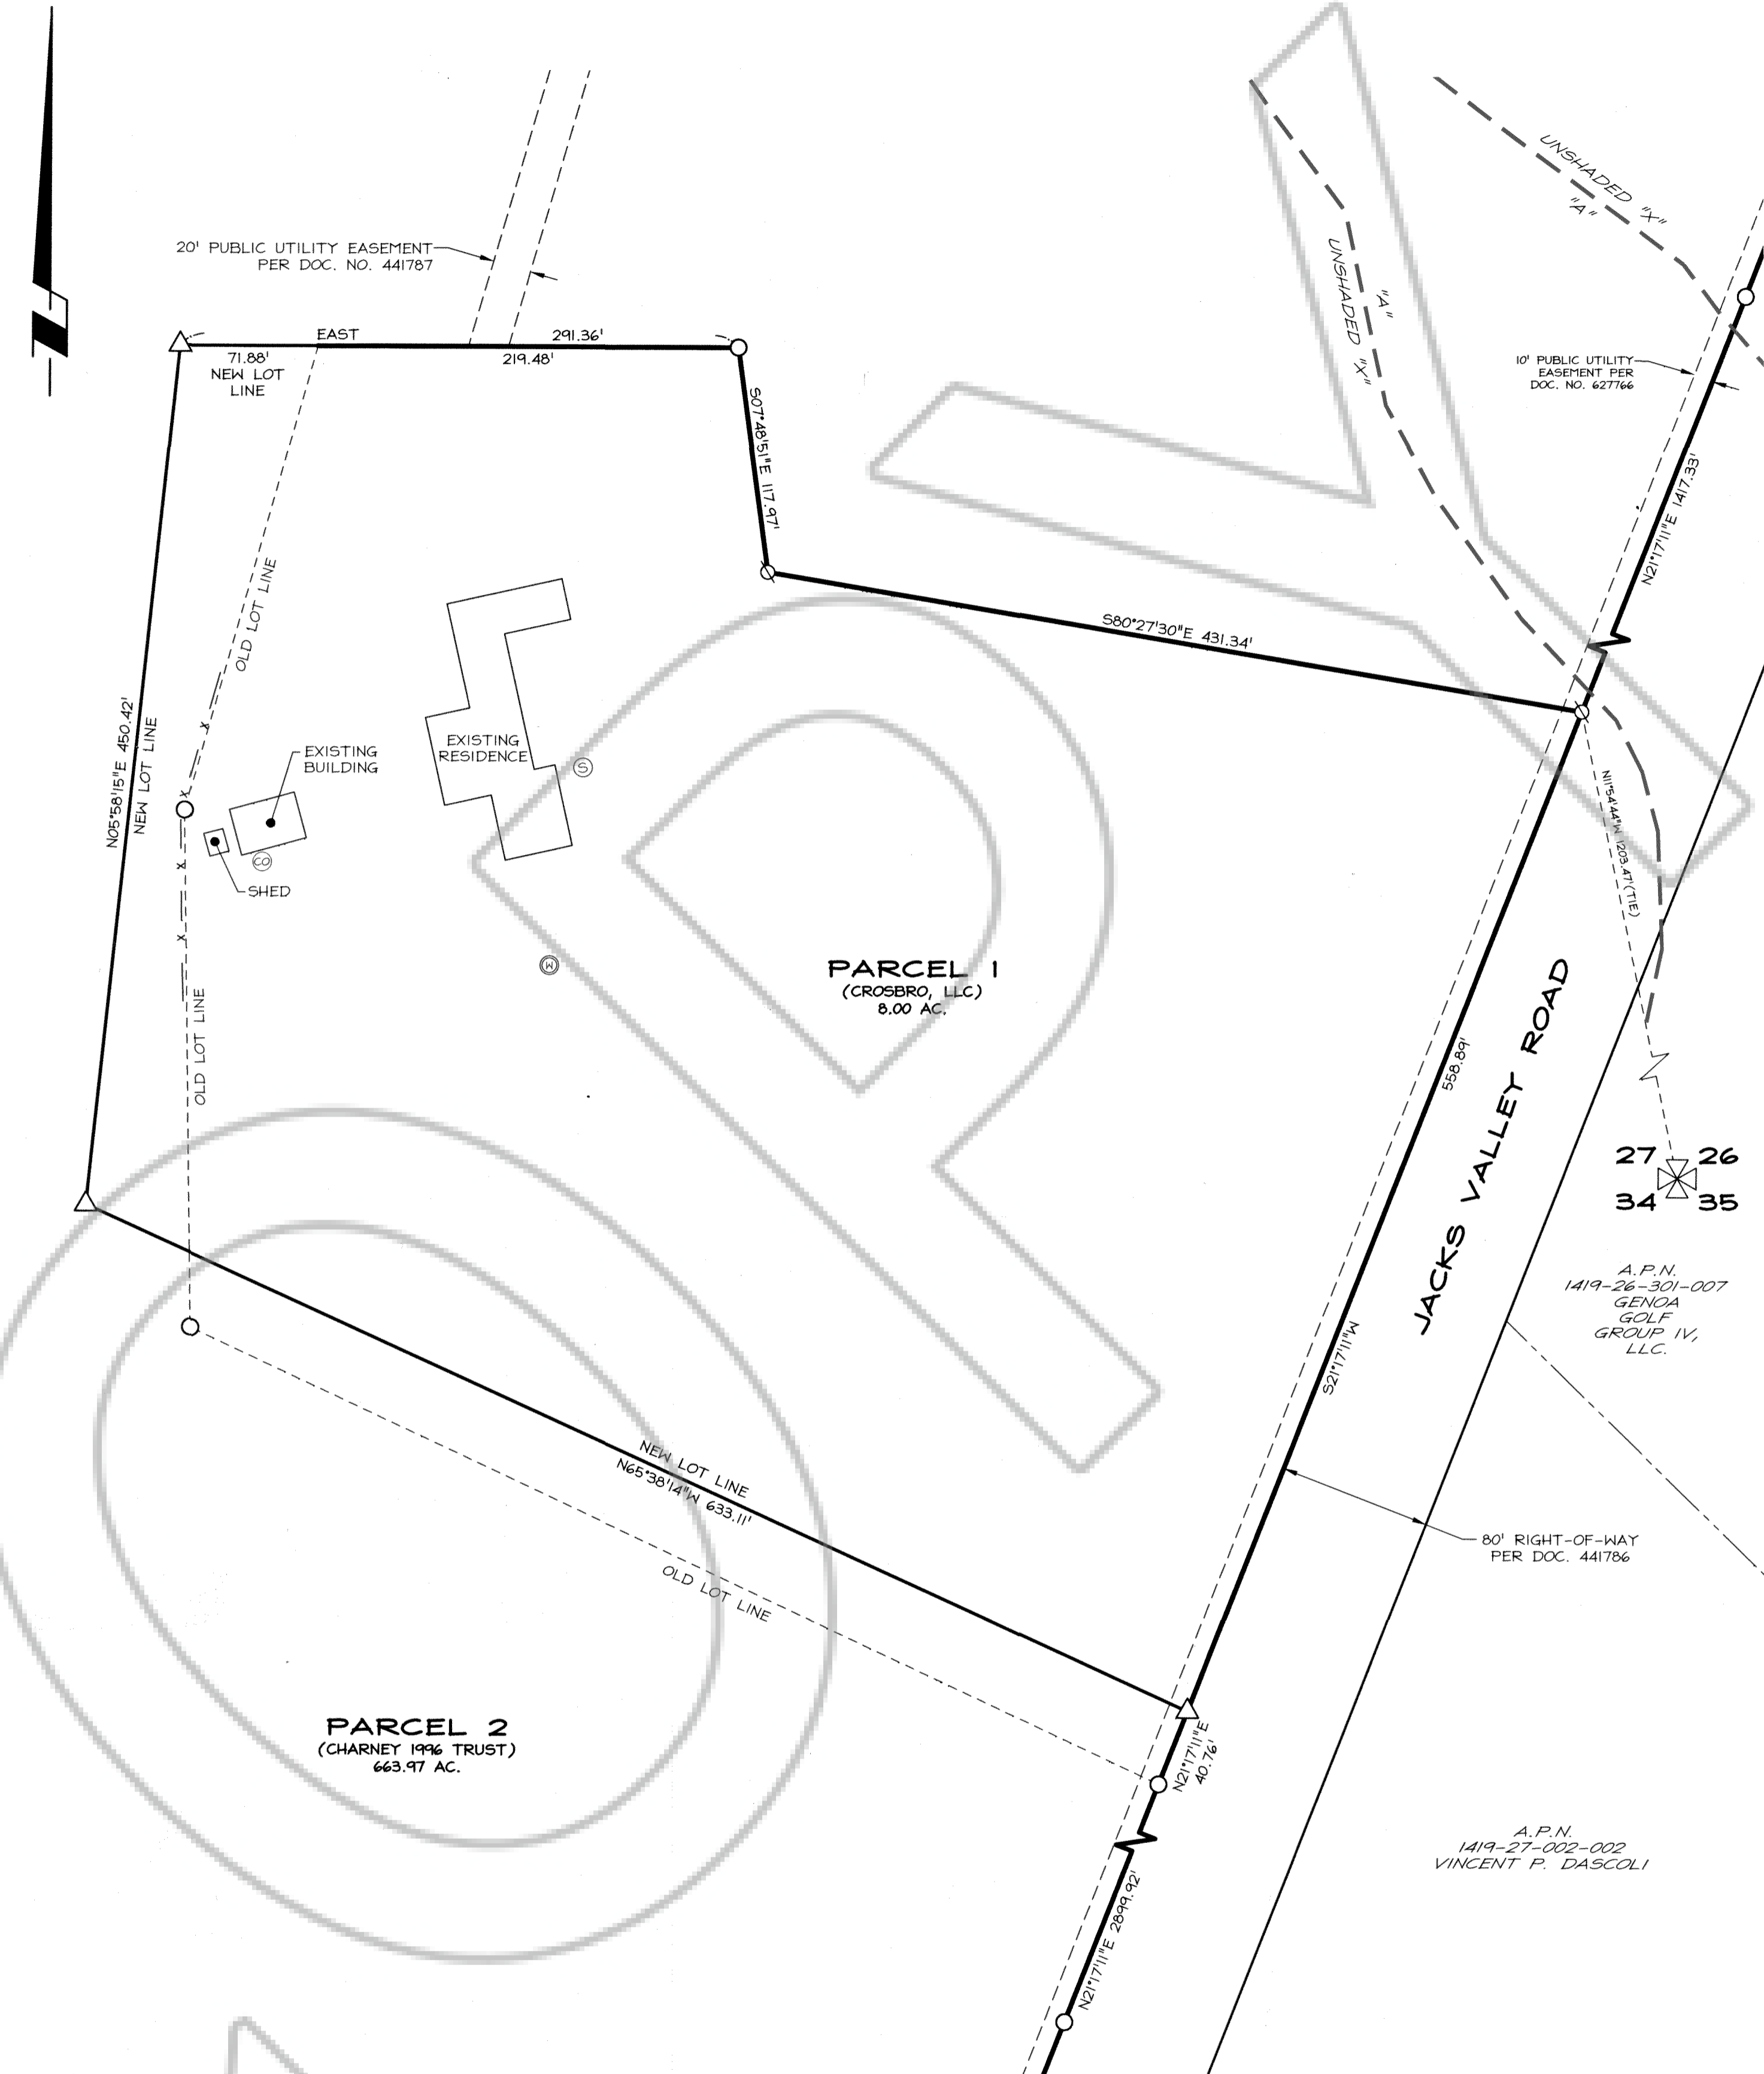 UNSHADED "X"
"A"
20' PUBLIC UTILITY EASEMENT
PER DOC. NO. 441787
"A"
UNSHADED "X"
EAST
291.36'
71.88'
219.48'
NEW LOT
LINE
10' PUBLIC UTILITY
EASEMENT PER
DOC. NO. 627766
S07°48'51"E 117.97'
N21°17'11"E 1417.33'
OLD LOT LINE
S80°27'30"E 431.34'
N05°58'15"E 450.42'
NEW LOT LINE
EXISTING
BUILDING
EXISTING
RESIDENCE
S
N11°54'44"W 1203.47'(TIE)
CO
SHED
W
PARCEL 1
(CROSBRO, LLC)
8.00 AC.
OLD LOT LINE
558.89'
JACKS VALLEY ROAD
27 26
34 35
A.P.N.
1419-26-301-007
GENOA
GOLF
GROUP IV,
LLC.
S21°17'11"W
NEW LOT LINE
N65°38'14"W 633.11'
80' RIGHT-OF-WAY
PER DOC. 441786
OLD LOT LINE
PARCEL 2
(CHARNEY 1996 TRUST)
663.97 AC.
N21°17'11"E
40.76'
A.P.N.
1419-27-002-002
VINCENT P. DASCOLI
N21°17'11"E 2899.92'